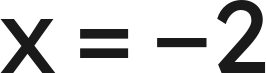 x = −2